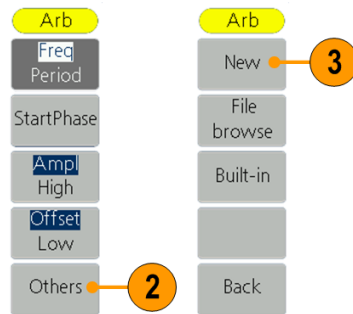 Arb
Freq
Period
StartPhase
Ampl
High
Offset
Low
Others
2
Arb
New
3
File
browse
Built-in
Back